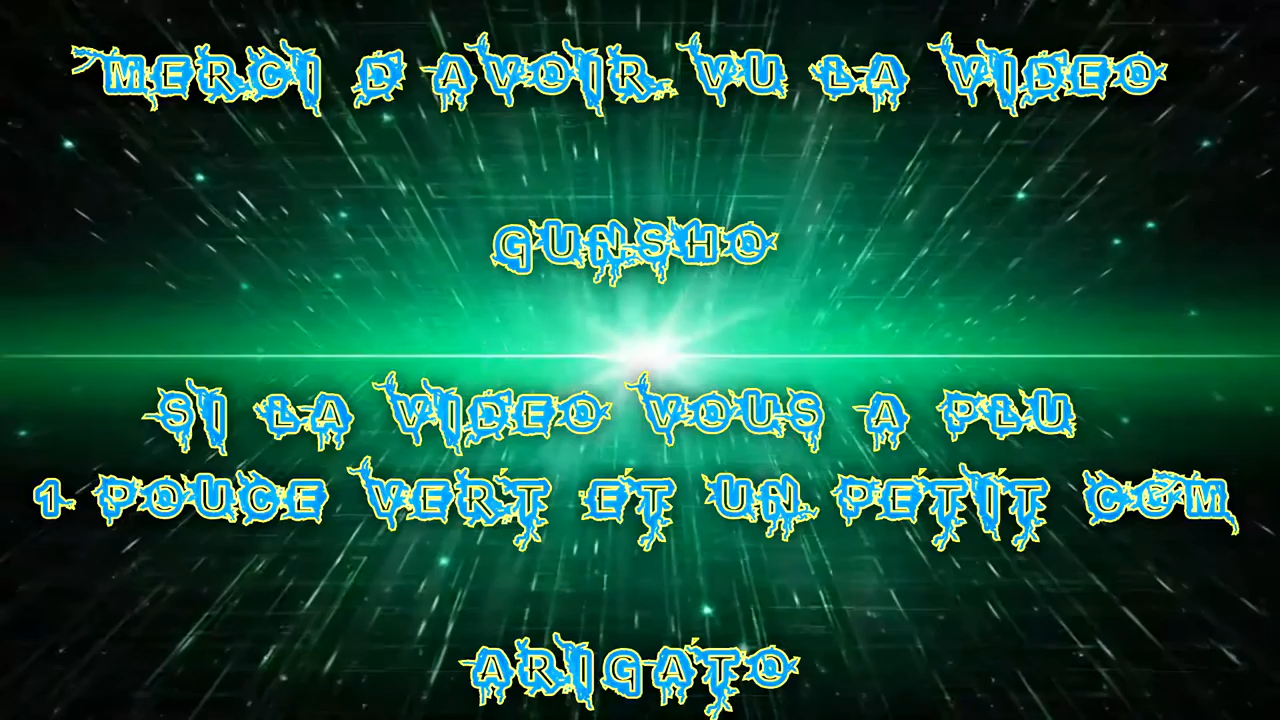 MERCI D AVOIR VU LA VIDEO
GUNSHO
SI LA VIDEO VOUS A PLU
1 POUCE VERT ET UN PETIT COM
ARIGATO